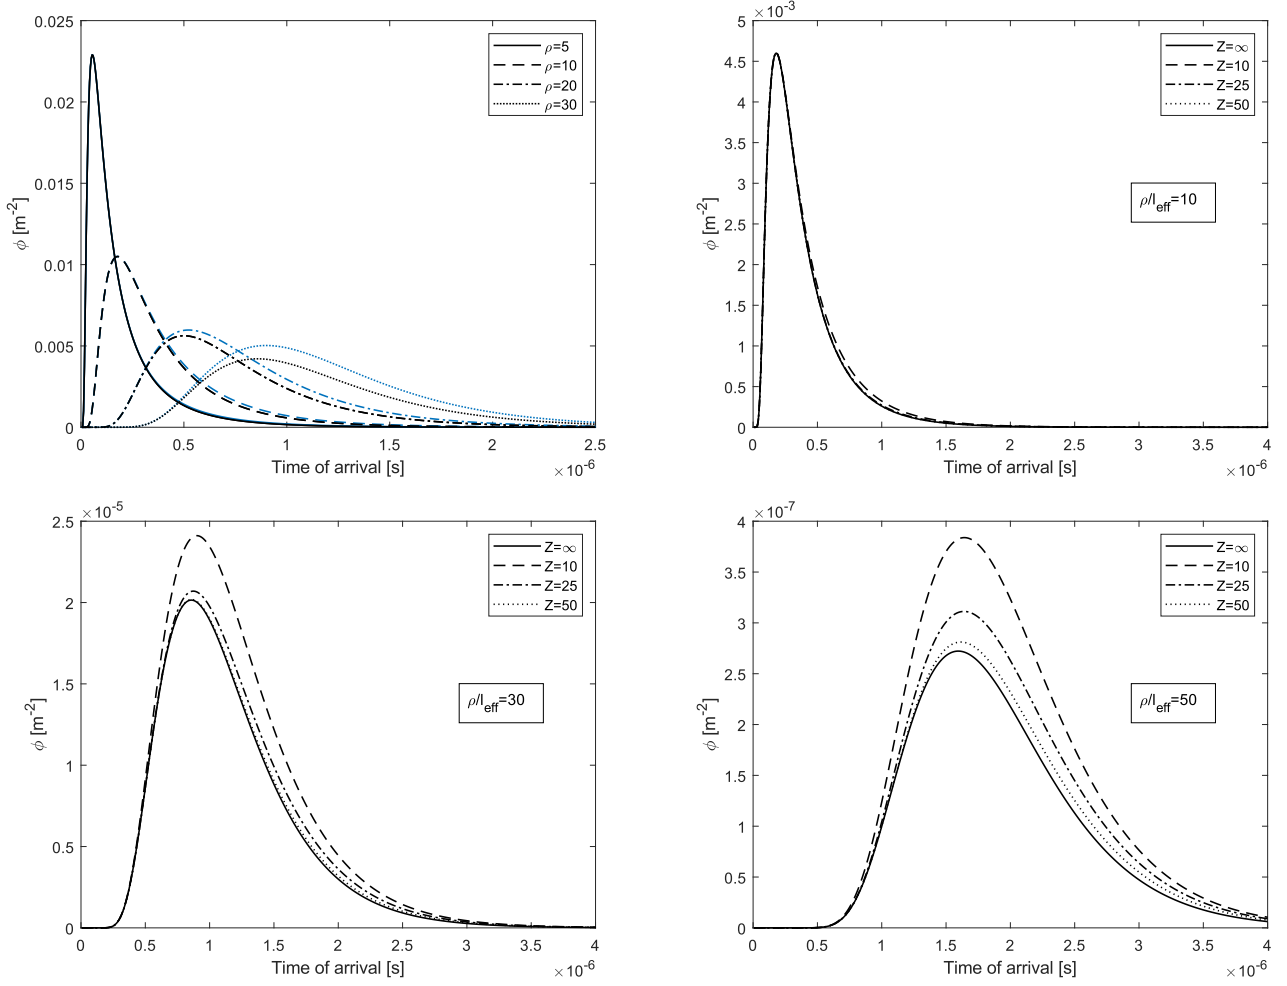 0.025
0.02
0.015
0.01
0.005
0
ϕ [m-2]
ρ=5
ρ=10
ρ=20
ρ=30
0 0.5 1 1.5 2 2.5
Time of arrival [s]
×10-6
×10-3
5
4.5
4
3.5
3
2.5
2
1.5
1
0.5
0
ϕ [m-2]
Z=∞
Z=10
Z=25
Z=50
ρ/leff=10
0 0.5 1 1.5 2 2.5 3 3.5 4
Time of arrival [s]
×10-6
×10-5
2.5
2
1.5
1
0.5
0
ϕ [m-2]
Z=∞
Z=10
Z=25
Z=50
ρ/leff=30
0 0.5 1 1.5 2 2.5 3 3.5 4
Time of arrival [s]
×10-6
×10-7
4
3.5
3
2.5
2
1.5
1
0.5
0
ϕ [m-2]
Z=∞
Z=10
Z=25
Z=50
ρ/leff=50
0 0.5 1 1.5 2 2.5 3 3.5 4
Time of arrival [s]
×10-6